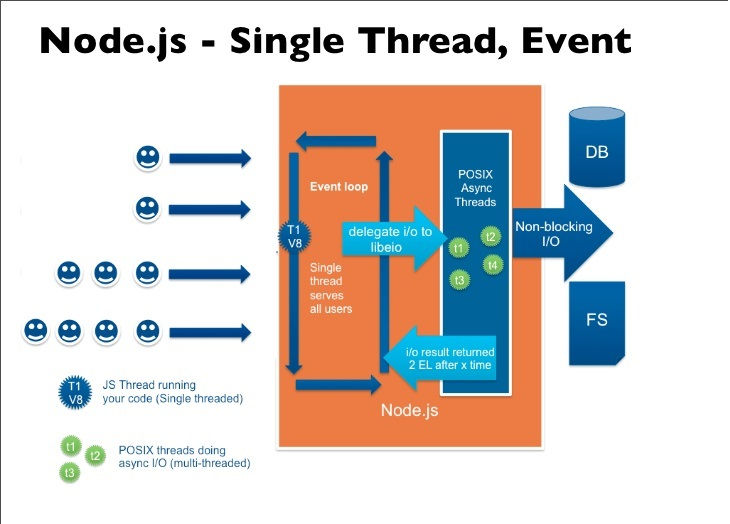 Node.js - Single Thread, Event
DB
POSIX
Async
Threads
Event loop
T1
V8
delegate i/o to
libeio
t1
t2
t3
t4
Non-blocking
I/O
Single
thread
serves
all users
FS
i/o result returned
2 EL after x time
Node.js
T1
V8
JS Thread running
your code (Single threaded)
t1
t2
t3
POSIX threads doing
async I/O (multi-threaded)